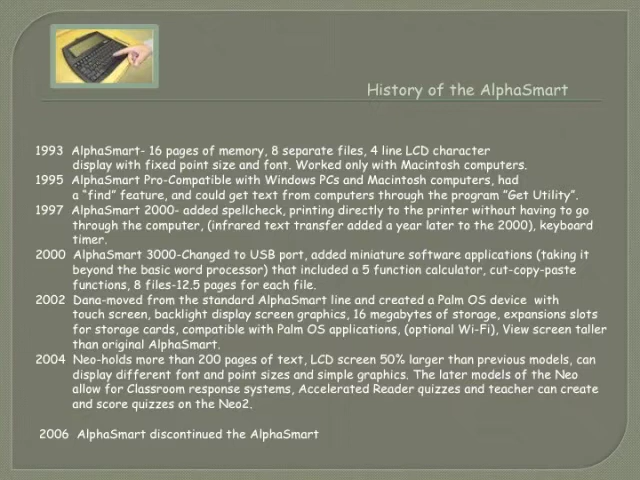 History of the AlphaSmart
1993 AlphaSmart- 16 pages of memory, 8 separate files, 4 line LCD character
display with fixed point size and font. Worked only with Macintosh computers.
1995 AlphaSmart Pro-Compatible with Windows PCs and Macintosh computers, had
a “find” feature, and could get text from computers through the program ”Get Utility”.
1997 AlphaSmart 2000- added spellcheck, printing directly to the printer without having to go
through the computer, (infrared text transfer added a year later to the 2000), keyboard
timer.
2000 AlphaSmart 3000-Changed to USB port, added miniature software applications (taking it
beyond the basic word processor) that included a 5 function calculator, cut-copy-paste
functions, 8 files-12.5 pages for each file.
2002 Dana-moved from the standard AlphaSmart line and created a Palm OS device with
touch screen, backlight display screen graphics, 16 megabytes of storage, expansions slots
for storage cards, compatible with Palm OS applications, (optional Wi-Fi), View screen taller
than original AlphaSmart.
2004 Neo-holds more than 200 pages of text, LCD screen 50% larger than previous models, can
display different font and point sizes and simple graphics. The later models of the Neo
allow for Classroom response systems, Accelerated Reader quizzes and teacher can create
and score quizzes on the Neo2.
2006 AlphaSmart discontinued the AlphaSmart